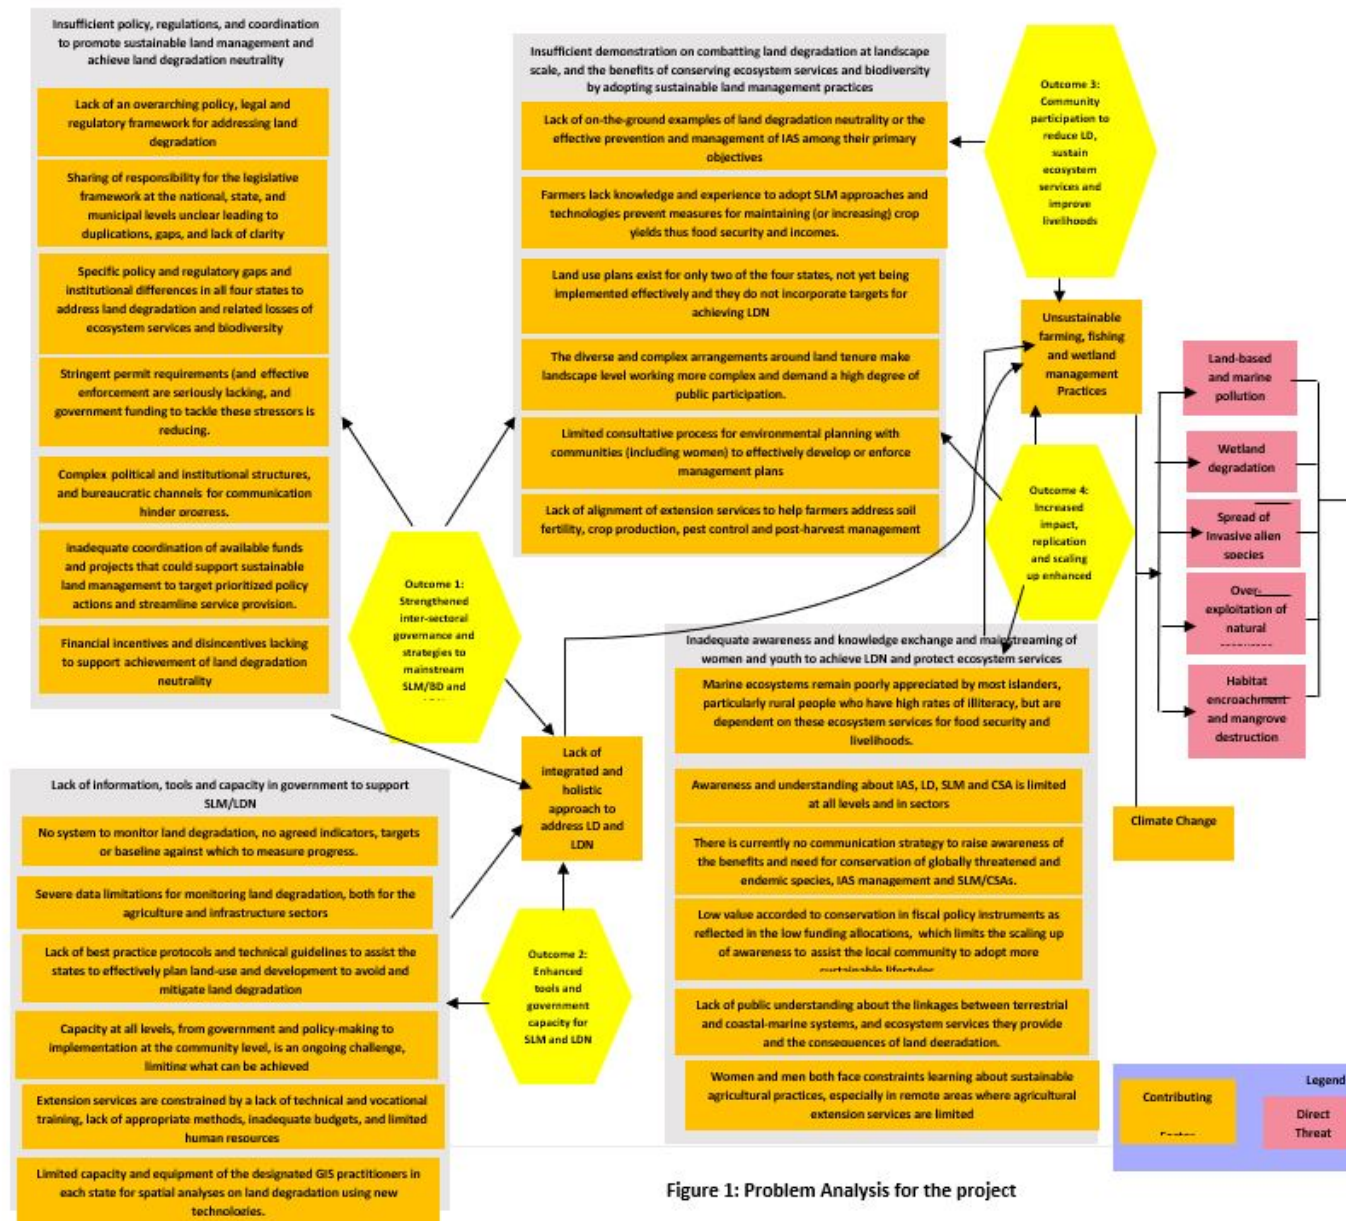 Insufficient policy, regulations, and coordination
to promote sustainable land management and
achieve land degradation neutrality
Lack of an overarching policy, legal and
regulatory framework for addressing land
degradation
Sharing of responsibility for the legislative
framework at the national, state, and
municipal levels unclear leading to
duplications, gaps, and lack of clarity
Specific policy and regulatory gaps and
institutional differences in all four states to
address land degradation and related losses of
ecosystem services and biodiversity
Stringent permit requirements (and effective
enforcement are seriously lacking, and
government funding to tackle these stressors is
reducing.
Complex political and institutional structures,
and bureaucratic channels for communication
hinder progress.
inadequate coordination of available funds
and projects that could support sustainable
land management to target prioritized policy
actions and streamline service provision.
Financial incentives and disincentives lacking
to support achievement of land degradation
neutrality
Insufficient demonstration on combatting land degradation at landscape
scale, and the benefits of conserving ecosystem services and biodiversity
by adopting sustainable land management practices
Lack of on-the-ground examples of land degradation neutrality or the
effective prevention and management of IAS among their primary
objectives
Farmers lack knowledge and experience to adopt SLM approaches and
technologies prevent measures for maintaining (or increasing) crop
yields thus food security and incomes.
Land use plans exist for only two of the four states, not yet being
implemented effectively and they do not incorporate targets for
achieving LDN
The diverse and complex arrangements around land tenure make
landscape level working more complex and demand a high degree of
public participation.
Limited consultative process for environmental planning with
communities (including women) to effectively develop or enforce
management plans
Lack of alignment of extension services to help farmers address soil
fertility, crop production, pest control and post-harvest management
Outcome 3:
Community
participation to
reduce LD,
sustain
ecosystem
services and
improve
livelihoods
Unsustainable
farming, fishing
and wetland
management
Practices
Land-based
and marine
pollution
Wetland
degradation
Spread of
Invasive alien
species
Over-
exploitation of
natural
Habitat
encroachment
and mangrove
destruction
Outcome 4:
Increased
impact,
replication
and scaling
up enhanced
Outcome 1:
Strengthened
inter-sectoral
governance and
strategies to
mainstream
SLM/BD and
Lack of
integrated and
holistic
approach to
address LD and
LDN
Inadequate awareness and knowledge exchange and mainstreaming of
women and youth to achieve LDN and protect ecosystem services
Marine ecosystems remain poorly appreciated by most islanders,
particularly rural people who have high rates of illiteracy, but are
dependent on these ecosystem services for food security and
livelihoods.
Awareness and understanding about IAS, LD, SLM and CSA is limited
at all levels and in sectors
There is currently no communication strategy to raise awareness of
the benefits and need for conservation of globally threatened and
endemic species, IAS management and SLM/CSAs.
Low value accorded to conservation in fiscal policy instruments as
reflected in the low funding allocations, which limits the scaling up
of awareness to assist the local community to adopt more
sustainable lifestyles
Lack of public understanding about the linkages between terrestrial
and coastal-marine systems, and ecosystem services they provide
and the consequences of land degradation.
Women and men both face constraints learning about sustainable
agricultural practices, especially in remote areas where agricultural
extension services are limited
Climate Change
Lack of information, tools and capacity in government to support
SLM/LDN
No system to monitor land degradation, no agreed indicators, targets
or baseline against which to measure progress.
Severe data limitations for monitoring land degradation, both for the
agriculture and infrastructure sectors
Lack of best practice protocols and technical guidelines to assist the
states to effectively plan land-use and development to avoid and
mitigate land degradation
Capacity at all levels, from government and policy-making to
implementation at the community level, is an ongoing challenge,
limiting what can be achieved
Extension services are constrained by a lack of technical and vocational
training, lack of appropriate methods, inadequate budgets, and limited
human resources
Limited capacity and equipment of the designated GIS practitioners in
each state for spatial analyses on land degradation using new
technologies.
Outcome 2:
Enhanced
tools and
government
capacity for
SLM and LDN
Legend
Contributing
Direct
Threat
Figure 1: Problem Analysis for the project